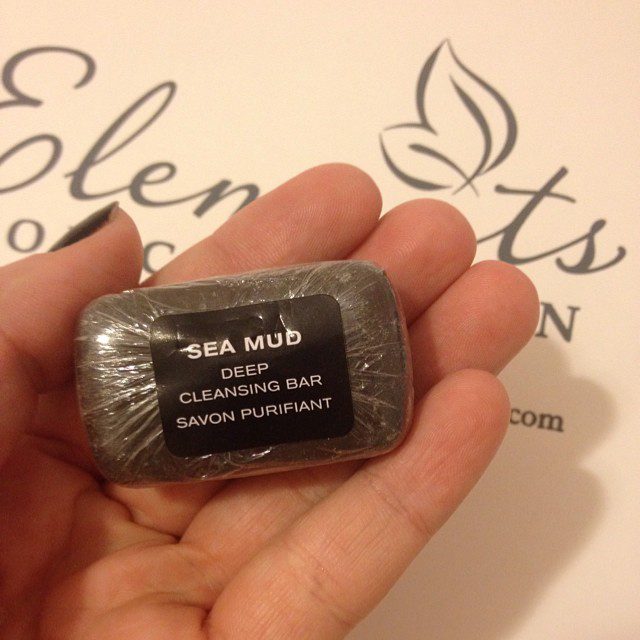 SEA MUD
DEEP
CLEANSING BAR
SAVON PURIFIANT
.com